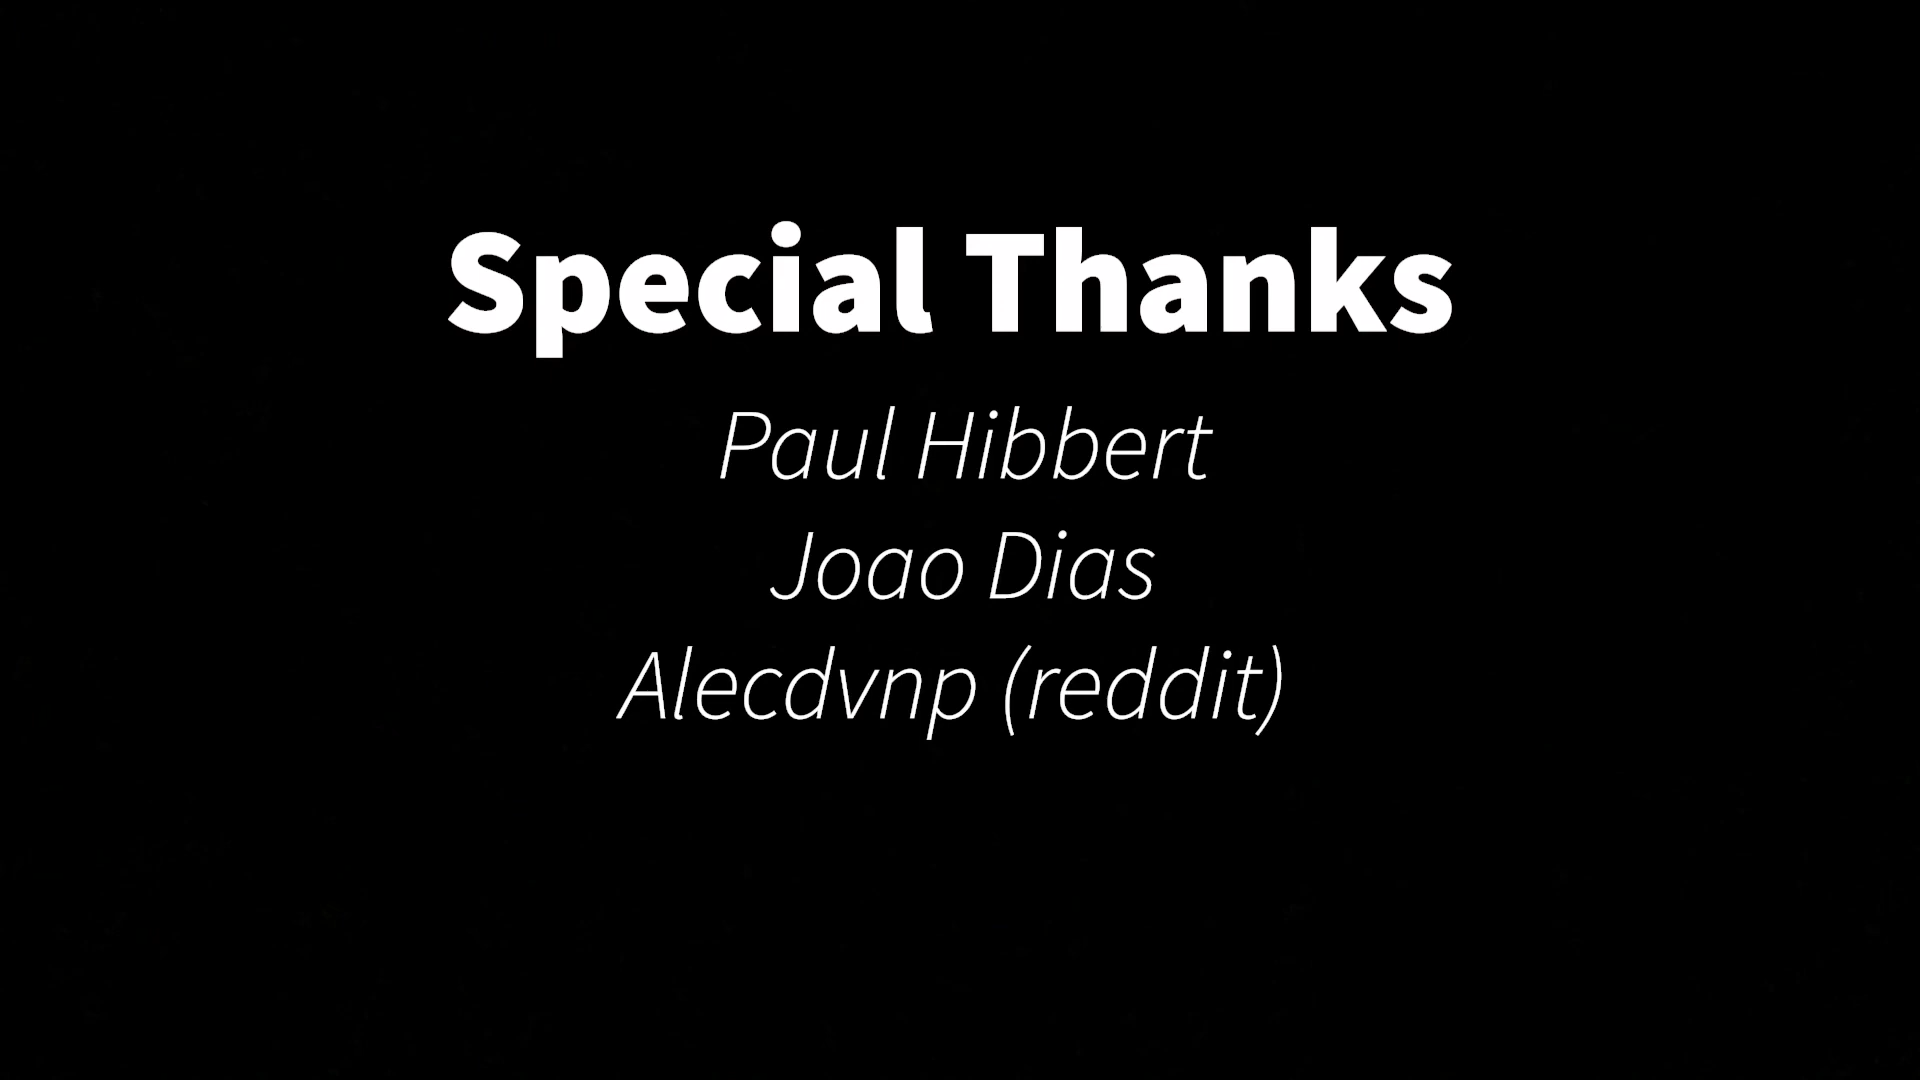 Special Thanks
Paul Hibbert
Joao Dias
Alecdvnp (reddit)